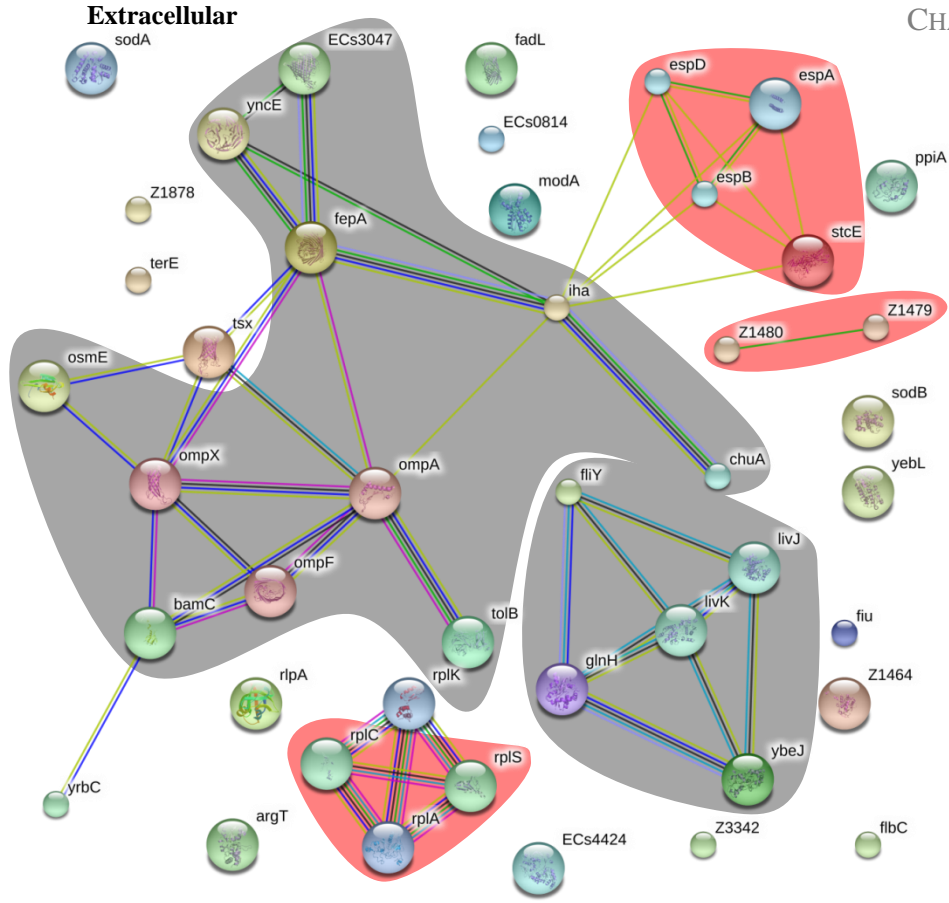 Extracellular
CHA
sodA
ECs3047
fadL
espD
espA
yncE
ECs0814
ppiA
Z1878
modA
espB
fepA
stcE
terE
iha
tsx
Z1479
Z1480
osmE
sodB
ompX
ompA
chuA
yebL
fliY
livJ
ompF
bamC
livK
tolB
fiu
glnH
rlpA
rplK
Z1464
rplC
rplS
ybeJ
yrbC
rplA
argT
ECs4424
Z3342
flbC